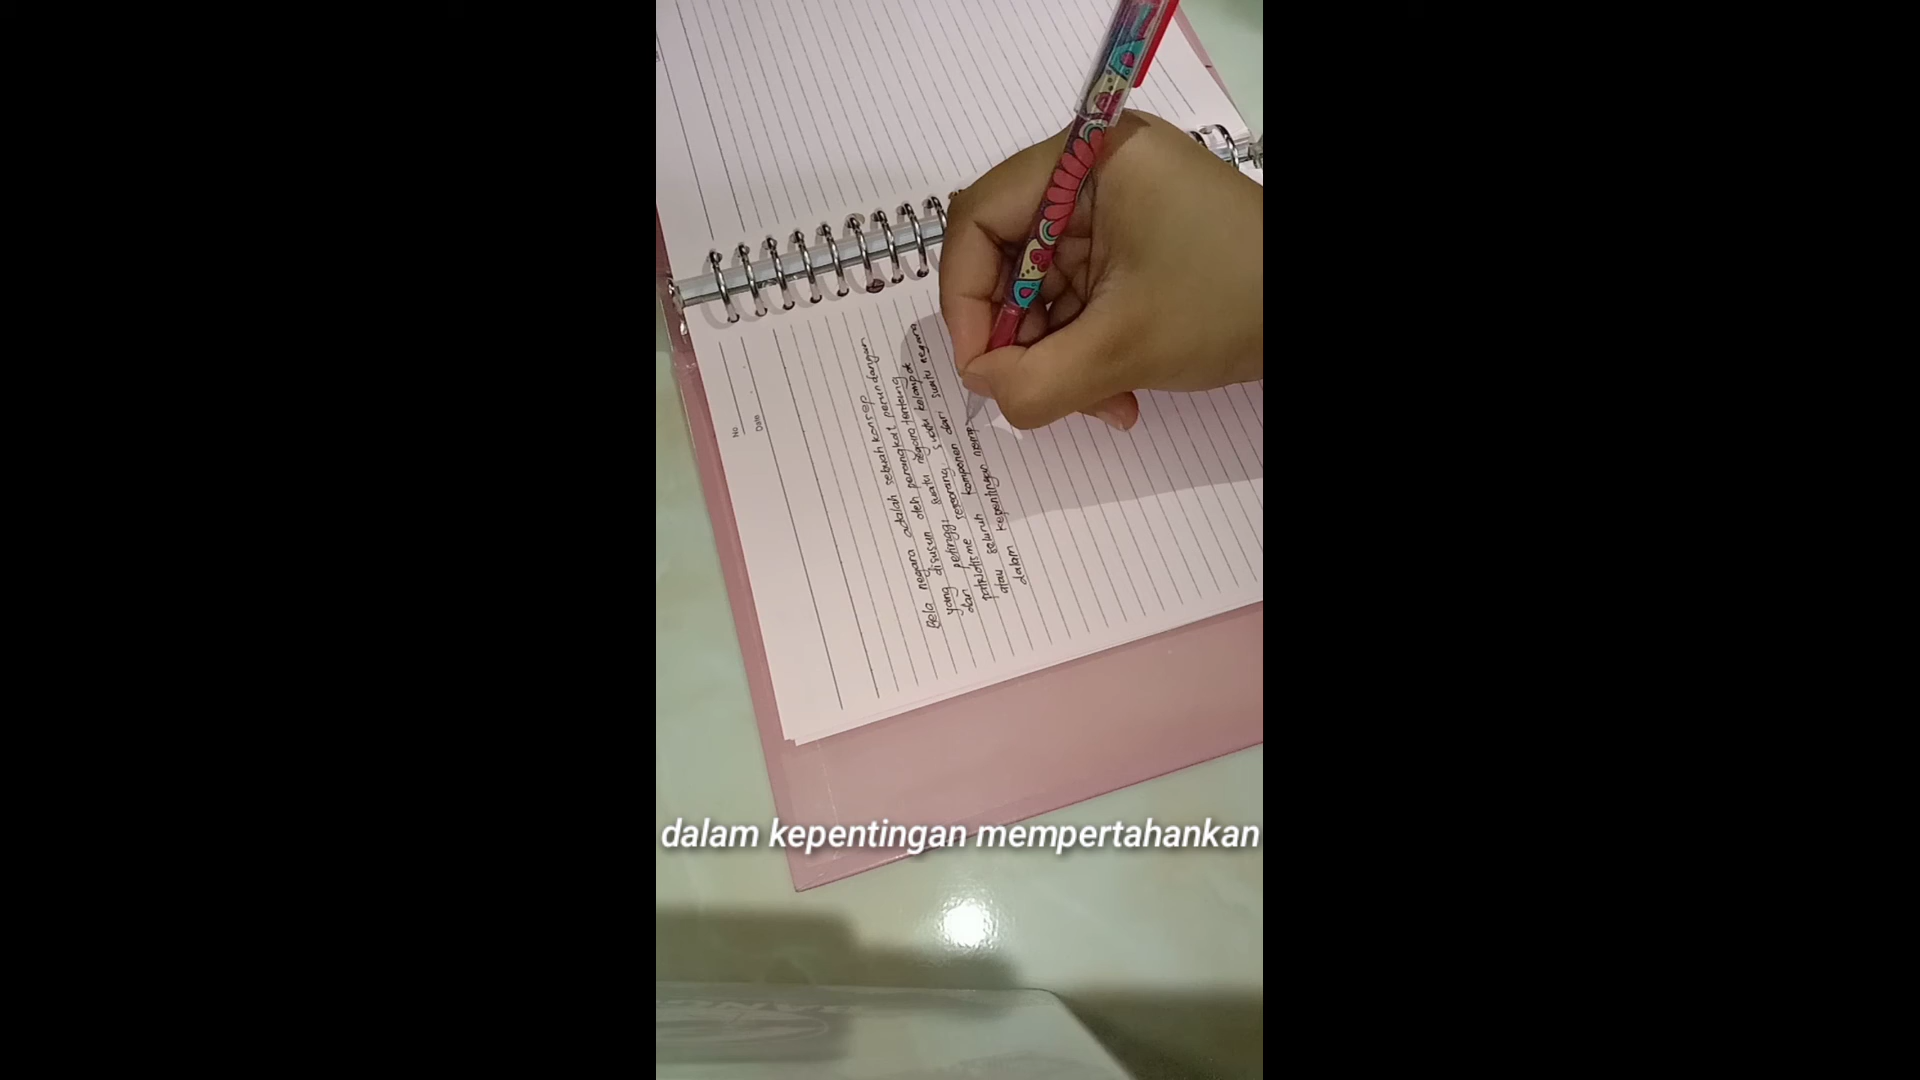 No
Date
Bela negara adalah sebuah konsep
yang disusun oleh perangkat perundangan
dan petinggi suatu negara tentang
patriotisme seseorang, suatu kelompok
atau seluruh komponen dari suatu negara
dalam kepentingan memp
dalam kepentingan mempertahankan